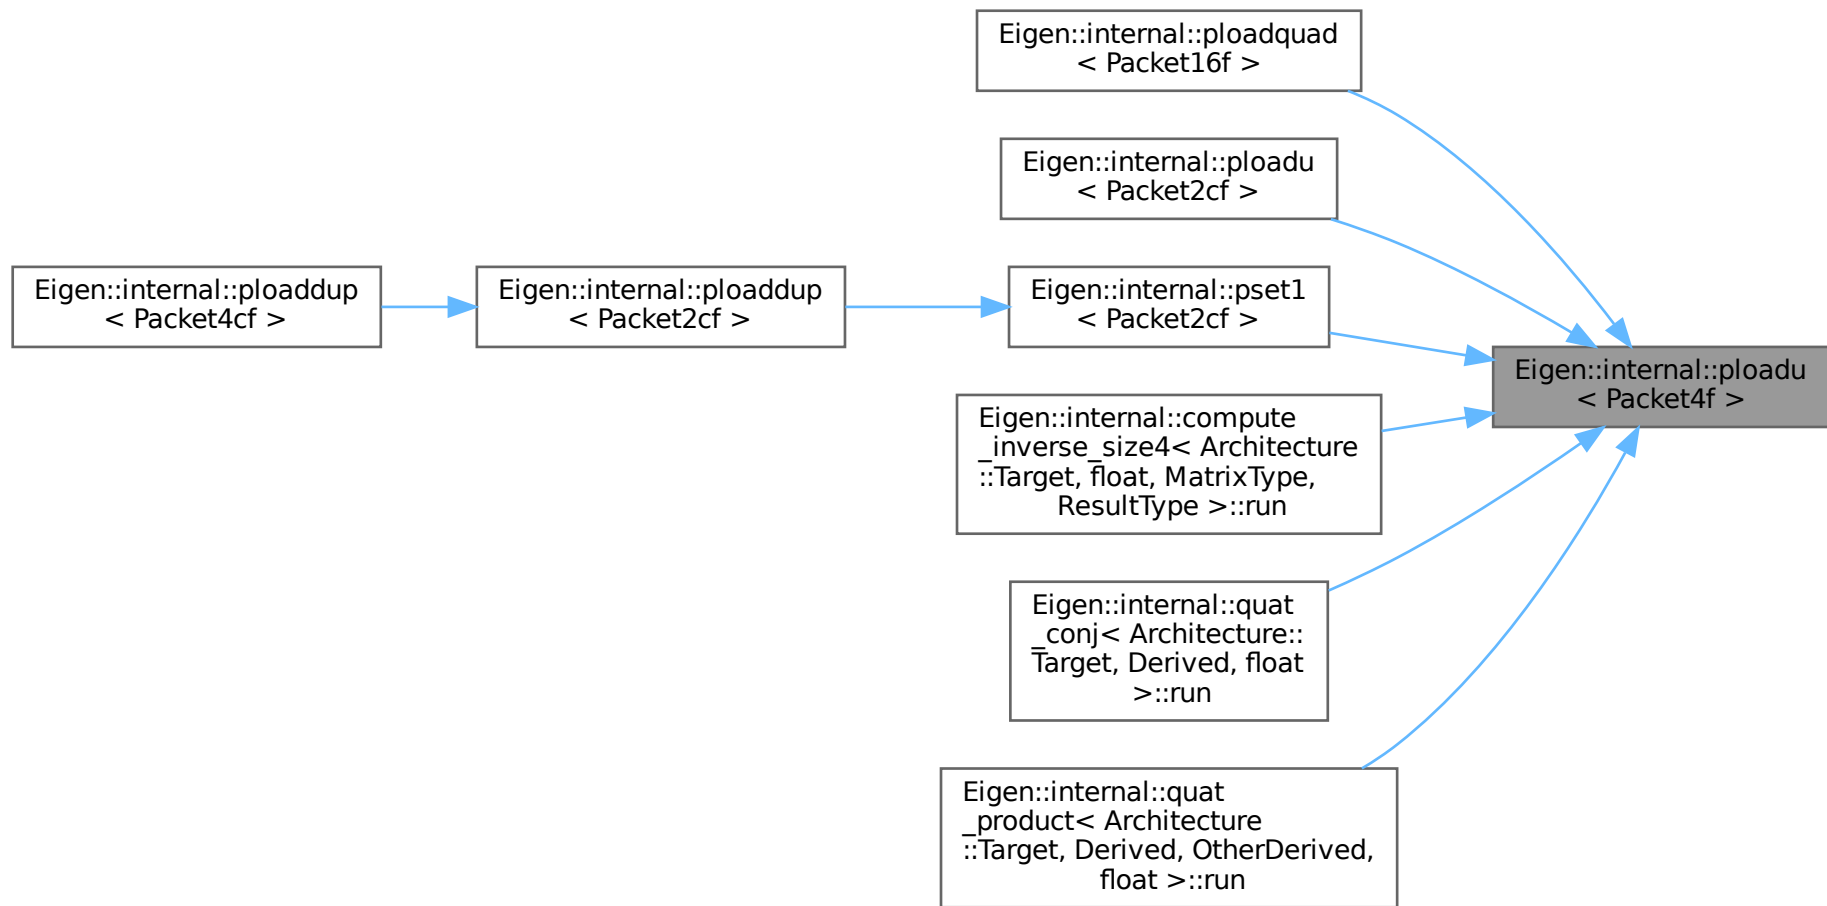 Eigen::internal::ploadquad
< Packet16f >
Eigen::internal::ploadu
< Packet2cf >
Eigen::internal::ploaddup
< Packet4cf >
Eigen::internal::ploaddup
< Packet2cf >
Eigen::internal::pset1
< Packet2cf >
Eigen::internal::ploadu
< Packet4f >
Eigen::internal::compute
_inverse_size4< Architecture
::Target, float, MatrixType,
ResultType >::run
Eigen::internal::quat
_conj< Architecture::
Target, Derived, float
>::run
Eigen::internal::quat
_product< Architecture
::Target, Derived, OtherDerived,
float >::run